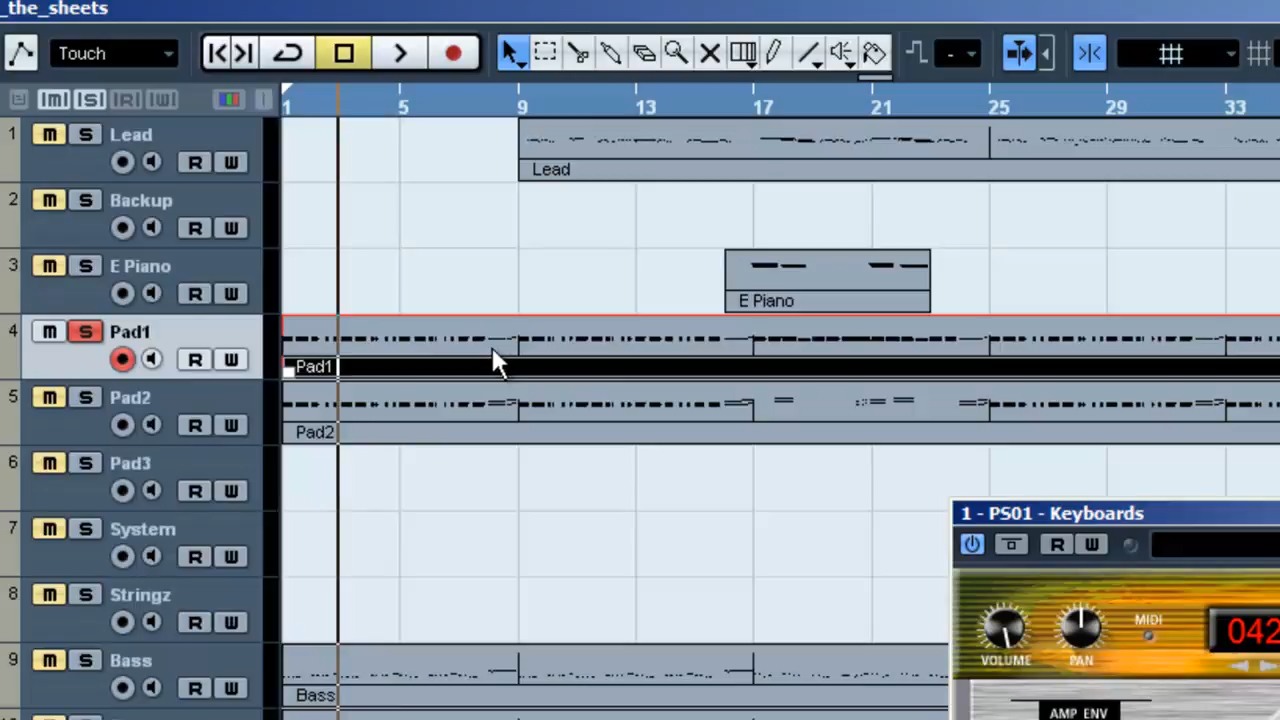 _the_sheets
Touch
-
[M] [S] [R] [W]
1 5 9 13 17 21 25 29 33
1 M S Lead
R W
Lead
2 M S Backup
R W
3 M S E Piano
R W
E Piano
4 M S Pad1
R W
Pad1
5 M S Pad2
R W
Pad2
6 M S Pad3
R W
7 M S System
R W
8 M S Stringz
R W
9 M S Bass
R W
Bass
1 - PS01 - Keyboards
R W
MIDI
042
VOLUME PAN
AMP ENV